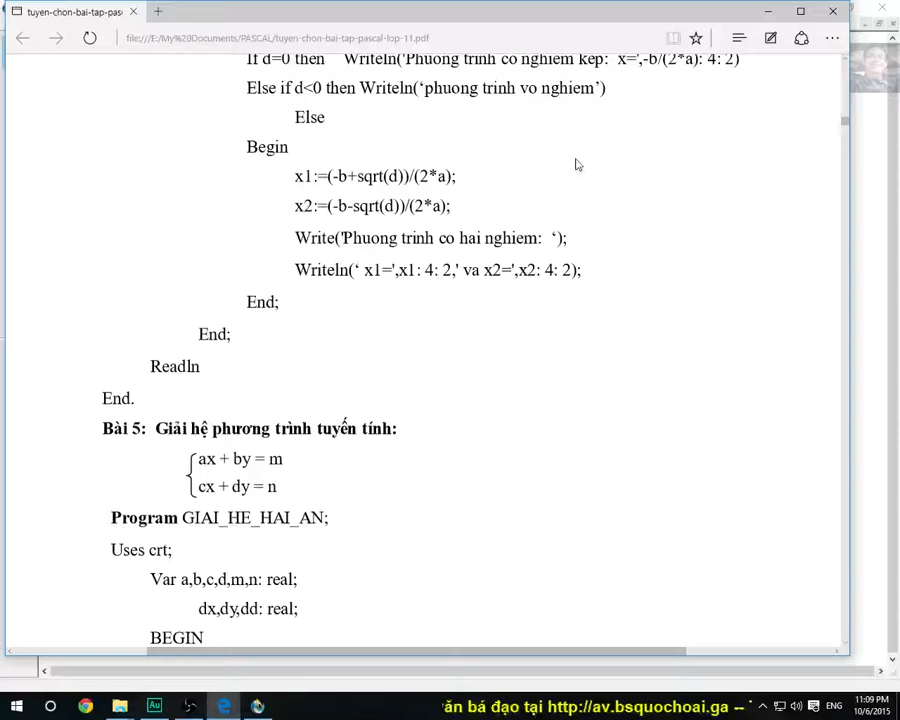 tuyen-chon-bai-tap-pas
file:///E:/My%20Documents/PASCAL/tuyen-chon-bai-tap-pascal-lop-11.pdf
If d=0 then Writeln('Phuong trinh co nghiem kep: x=',-b/(2*a): 4: 2)
Else if d<0 then Writeln(‘phuong trinh vo nghiem’)
Else
Begin
x1:=(-b+sqrt(d))/(2*a);
x2:=(-b-sqrt(d))/(2*a);
Write('Phuong trinh co hai nghiem: ‘);
Writeln(‘ x1=',x1: 4: 2,' va x2=',x2: 4: 2);
End;
End;
Readln
End.
Bài 5: Giải hệ phương trình tuyến tính:
ax + by = m
cx + dy = n
Program GIAI_HE_HAI_AN;
Uses crt;
Var a,b,c,d,m,n: real;
dx,dy,dd: real;
BEGIN
Au
ăn bá đạo tại http://av.bsquochoai.ga --
ENG
11:09 PM
10/6/2015